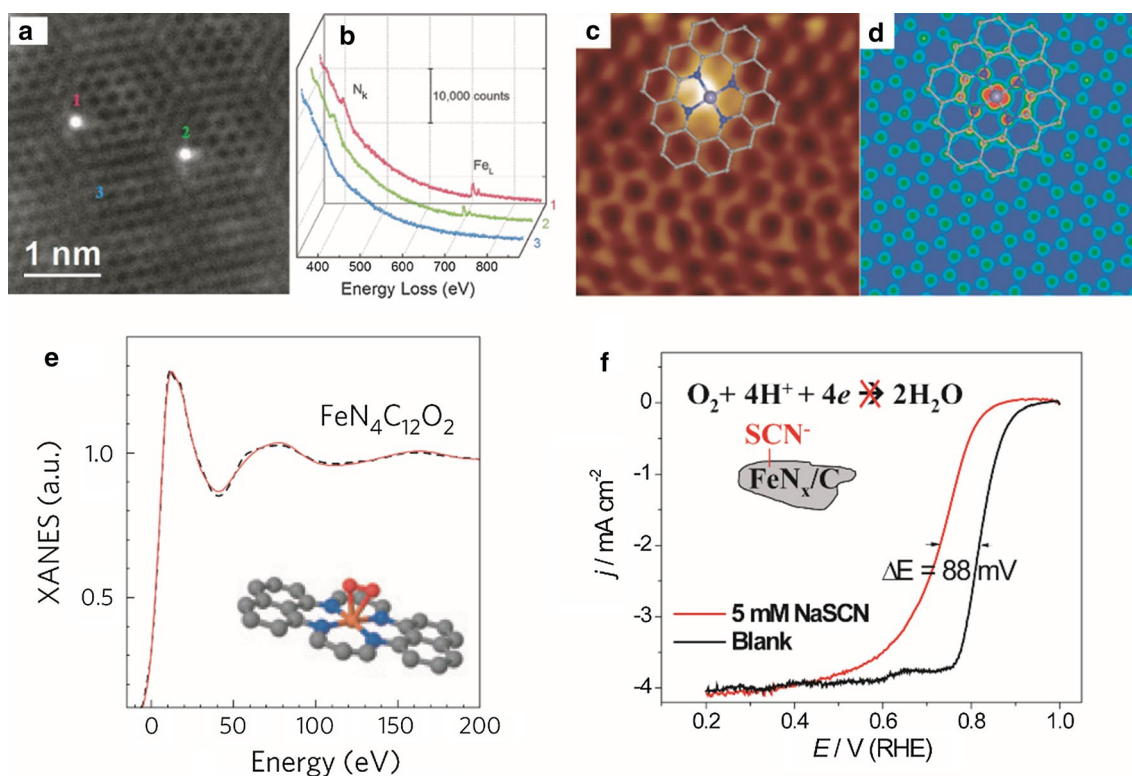 a
1
2
3
1 nm
b
N_k
10,000 counts
Fe_L
1
2
3
400 500 600 700 800
Energy Loss (eV)
c
d
e
FeN₄C₁₂O₂
1.0
0.5
XANES (a.u.)
0 50 100 150 200
Energy (eV)
f
O₂+ 4H⁺ + 4e → 2H₂O
SCN⁻
FeNₓ/C
ΔE = 88 mV
5 mM NaSCN
Blank
0
-1
-2
-3
-4
j / mA cm⁻²
0.2 0.4 0.6 0.8 1.0
E / V (RHE)